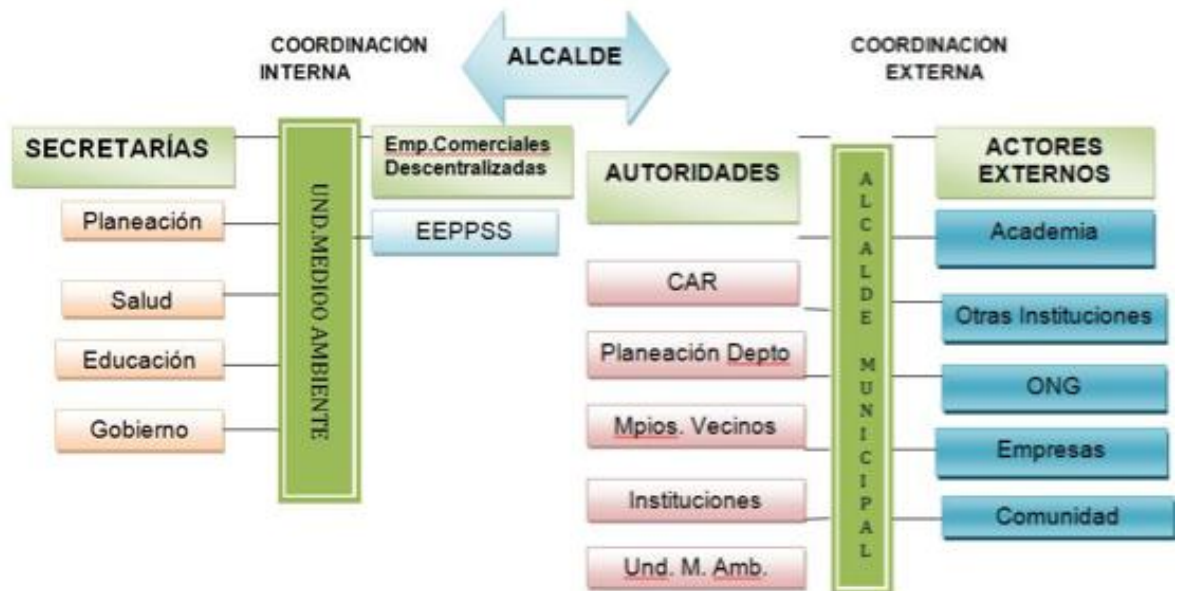 COORDINACIÓN
INTERNA
ALCALDE
COORDINACIÓN
EXTERNA
SECRETARÍAS
Planeación
Salud
Educación
Gobierno
UND.MEDIOO AMBIENTE
Emp.Comerciales
Descentralizadas
EEPPSS
AUTORIDADES
CAR
Planeación Depto
Mpios. Vecinos
Instituciones
Und. M. Amb.
ALCALDE MUNICIPAL
ACTORES
EXTERNOS
Academia
Otras Instituciones
ONG
Empresas
Comunidad